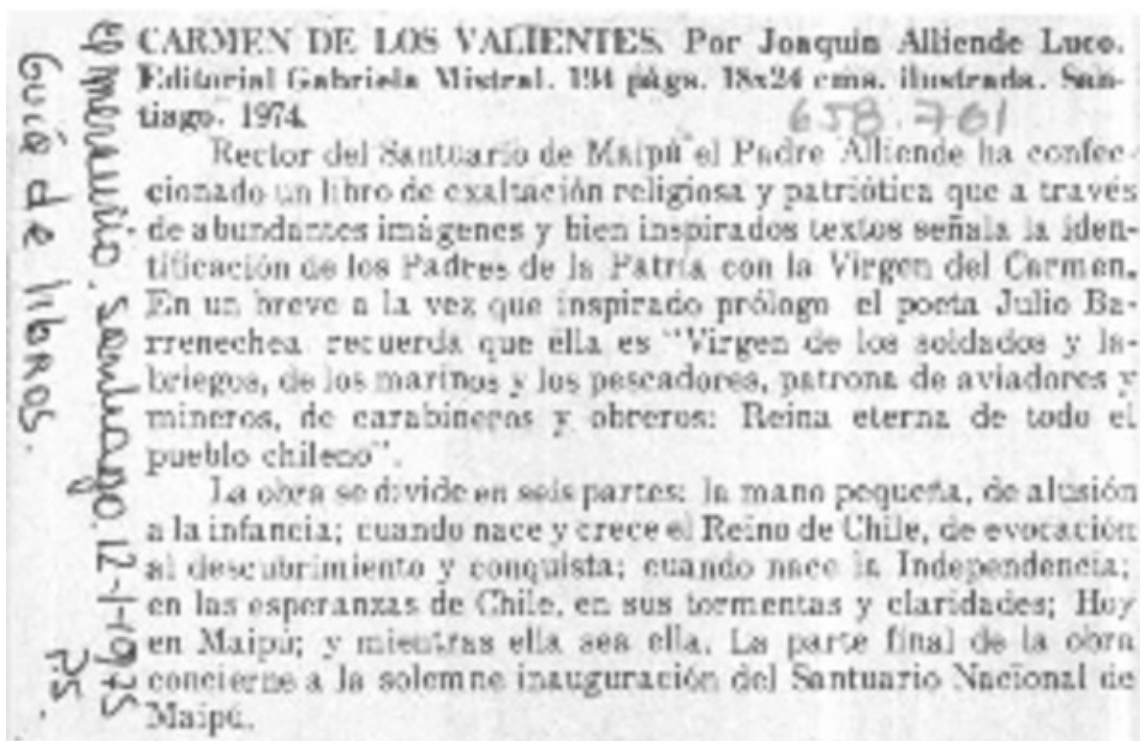 CARMEN DE LOS VALIENTES. Por Joaquín Alliende Luco.
Editorial Gabriela Mistral. 194 págs. 18x24 cms. ilustrada. San-
tiago. 1974.
658.761
Rector del Santuario de Maipú el Padre Alliende ha confec-
cionado un libro de exaltación religiosa y patriótica que a través
de abundantes imágenes y bien inspirados textos señala la iden-
tificación de los Padres de la Patria con la Virgen del Carmen.
En un breve a la vez que inspirado prólogo el poeta Julio Ba-
rrenechea recuerda que ella es "Virgen de los soldados y la-
briegos, de los marinos y los pescadores, patrona de aviadores y
mineros, de carabineros y obreros: Reina eterna de todo el
pueblo chileno".
La obra se divide en seis partes: la mano pequeña, de alusión
a la infancia; cuando nace y crece el Reino de Chile, de evocación
al descubrimiento y conquista; cuando nace la Independencia;
en las esperanzas de Chile, en sus tormentas y claridades; Hoy
en Maipú; y mientras ella sea ella. La parte final de la obra
concierne a la solemne inauguración del Santuario Nacional de
Maipú.
El Mercurio. Santiago. 12-1-1975
Guía de libros.
P.S.